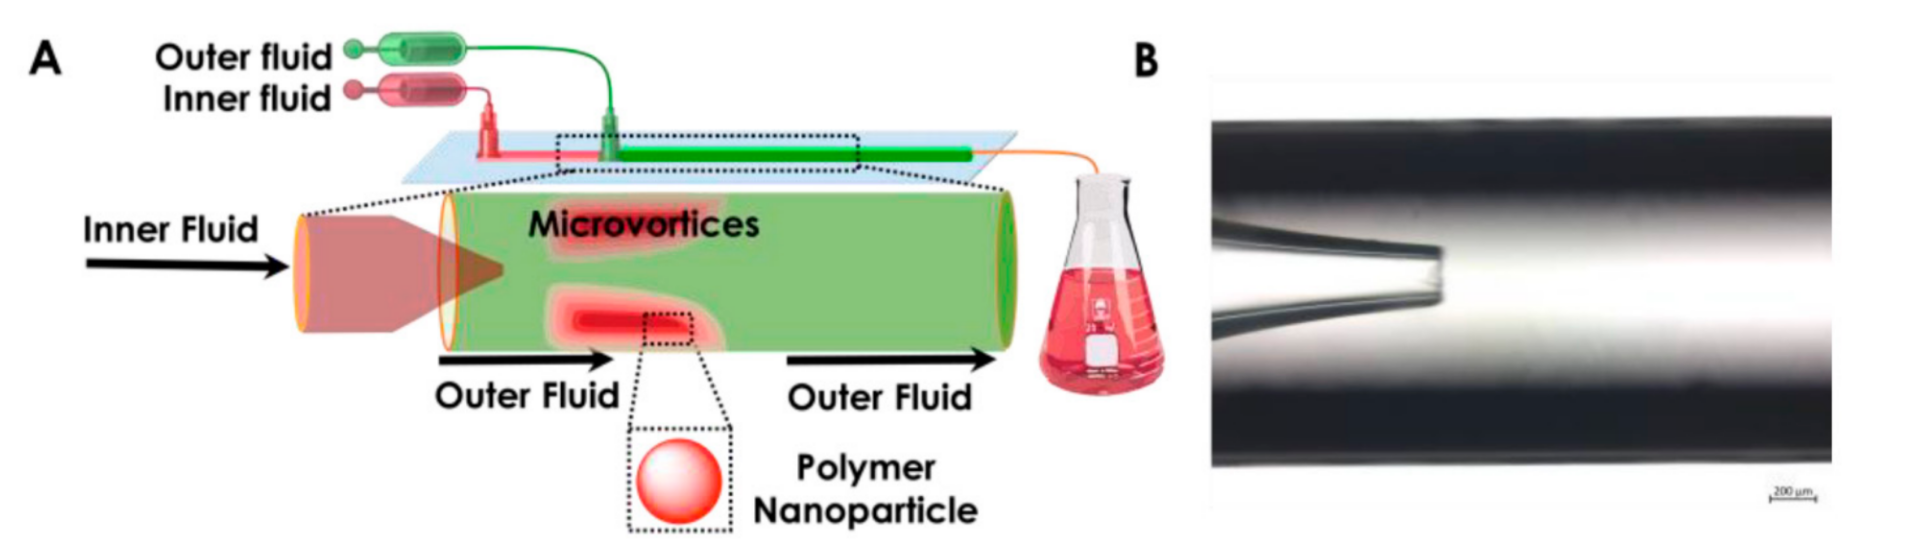 A
Outer fluid
Inner fluid
B
Inner Fluid
Microvortices
Outer Fluid
Outer Fluid
Polymer
Nanoparticle
200 µm